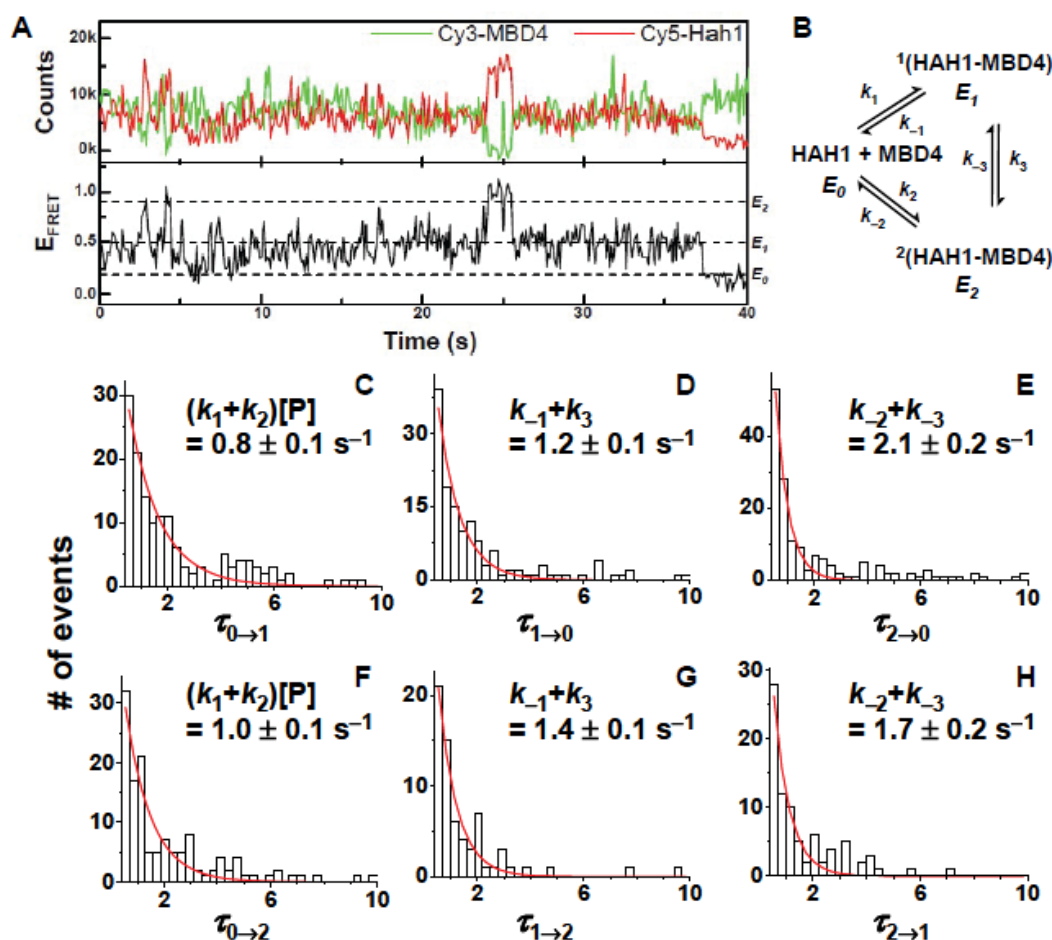 A
Cy3-MBD4 Cy5-Hah1
20k
10k
0k
Counts
1.0
0.5
0.0
E_FRET
E₂
E₁
E₀
0 10 20 30 40
Time (s)
B
¹(HAH1-MBD4)
E₁
k₁
k₋₁
HAH1 + MBD4
E₀
k₋₃ k₃
k₂
k₋₂
²(HAH1-MBD4)
E₂
# of events
C
(k₁+k₂)[P]
= 0.8 ± 0.1 s⁻¹
30
20
10
0
2 6 10
τ₀→₁
D
k₋₁+k₃
= 1.2 ± 0.1 s⁻¹
30
15
0
2 6 10
τ₁→₀
E
k₋₂+k₋₃
= 2.1 ± 0.2 s⁻¹
40
20
0
2 6 10
τ₂→₀
F
(k₁+k₂)[P]
= 1.0 ± 0.1 s⁻¹
30
20
10
0
2 6 10
τ₀→₂
G
k₋₁+k₃
= 1.4 ± 0.1 s⁻¹
20
10
0
2 6 10
τ₁→₂
H
k₋₂+k₋₃
= 1.7 ± 0.2 s⁻¹
30
20
10
0
2 6 10
τ₂→₁